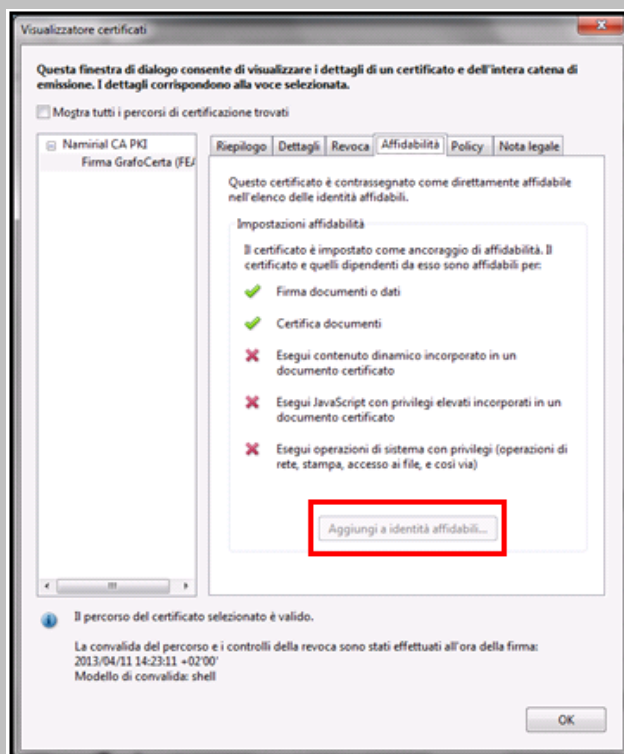 Visualizzatore certificati
Questa finestra di dialogo consente di visualizzare i dettagli di un certificato e dell'intera catena di
emissione. I dettagli corrispondono alla voce selezionata.
Mostra tutti i percorsi di certificazione trovati
Namirial CA PKI
Firma GrafoCerta (FEA
Riepilogo Dettagli Revoca Affidabilità Policy Nota legale
Questo certificato è contrassegnato come direttamente affidabile
nell'elenco delle identità affidabili.
Impostazioni affidabilità
Il certificato è impostato come ancoraggio di affidabilità. Il
certificato e quelli dipendenti da esso sono affidabili per:
Firma documenti o dati
Certifica documenti
Esegui contenuto dinamico incorporato in un
documento certificato
Esegui JavaScript con privilegi elevati incorporati in un
documento certificato
Esegui operazioni di sistema con privilegi (operazioni di
rete, stampa, accesso ai file, e così via)
Aggiungi a identità affidabili...
Il percorso del certificato selezionato è valido.
La convalida del percorso e i controlli della revoca sono stati effettuati all'ora della firma:
2013/04/11 14:23:11 +02'00'
Modello di convalida: shell
OK